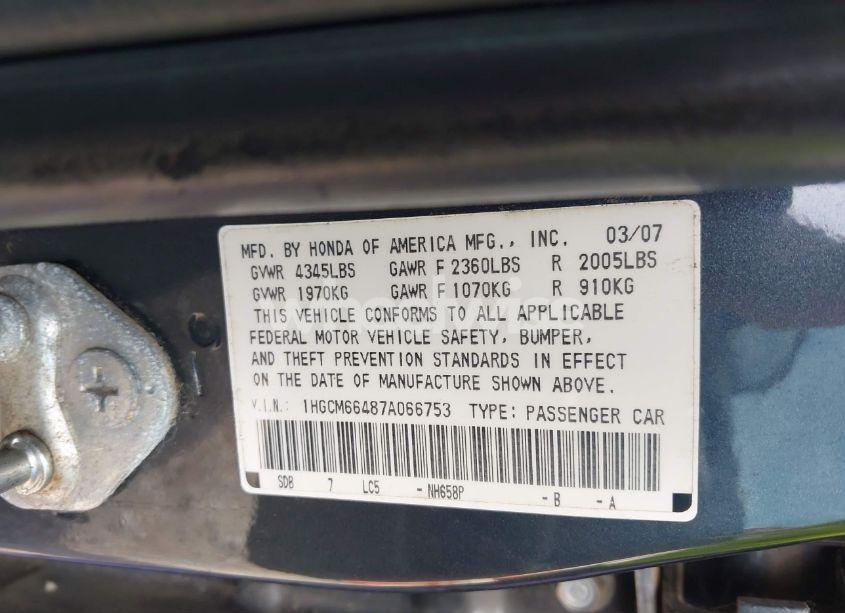 MFD. BY HONDA OF AMERICA MFG., INC. 03/07
GVWR 4345LBS GAWR F 2360LBS R 2005LBS
GVWR 1970KG GAWR F 1070KG R 910KG
THIS VEHICLE CONFORMS TO ALL APPLICABLE
FEDERAL MOTOR VEHICLE SAFETY, BUMPER,
AND THEFT PREVENTION STANDARDS IN EFFECT
ON THE DATE OF MANUFACTURE SHOWN ABOVE.
V.I.N.: 1HGCM66487A066753 TYPE: PASSENGER CAR
SDB 7 LC5 - NH658P - B - A